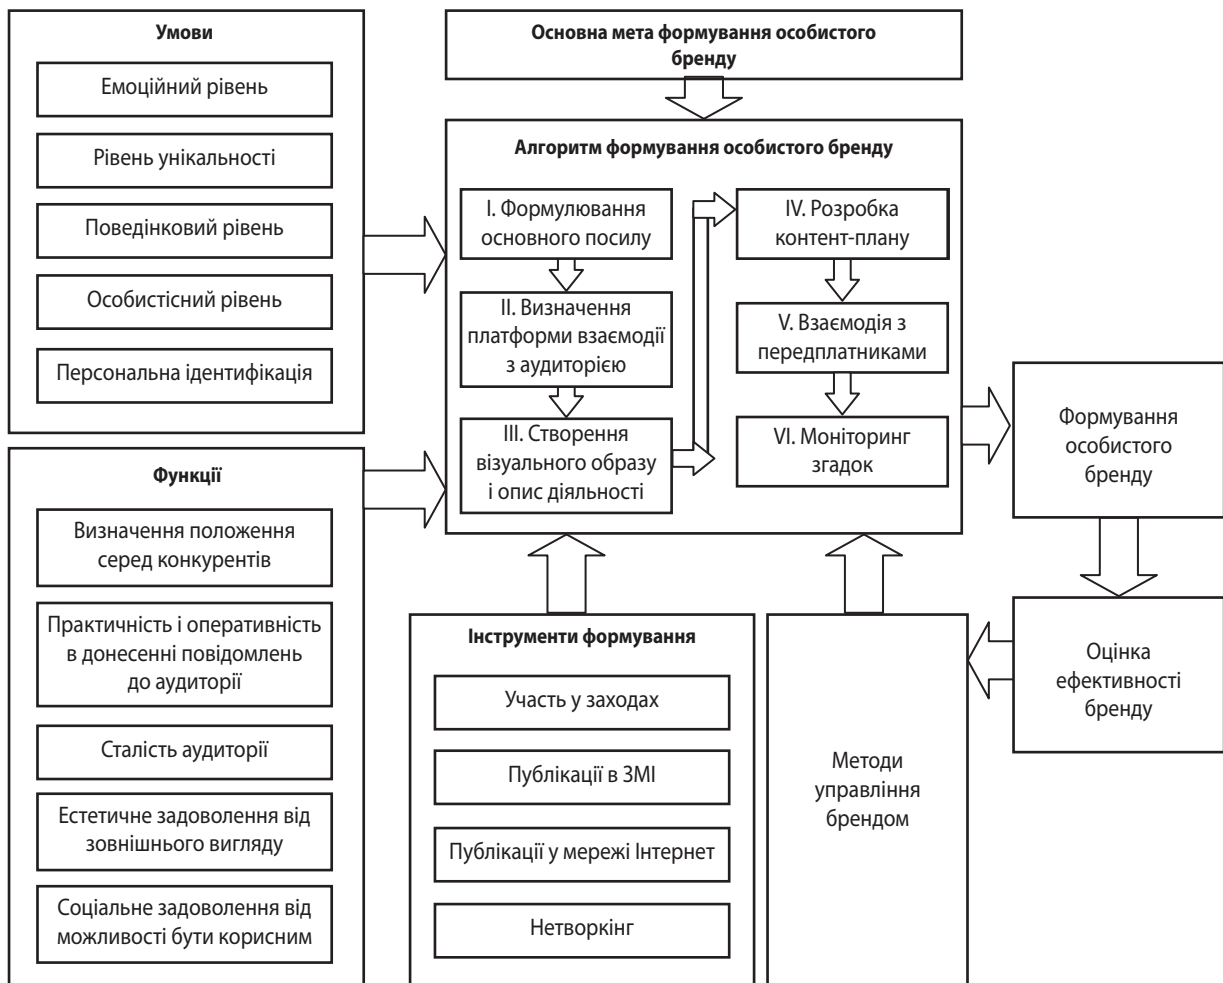 Умови
Емоційний рівень
Рівень унікальності
Поведінковий рівень
Особистісний рівень
Персональна ідентифікація
Функції
Визначення положення
серед конкурентів
Практичність і оперативність
в донесенні повідомлень
до аудиторії
Сталість аудиторії
Естетичне задоволення від
зовнішнього вигляду
Соціальне задоволення від
можливості бути корисним
Основна мета формування особистого
бренду
Алгоритм формування особистого бренду
I. Формулювання
основного посилу
II. Визначення
платформи взаємодії
з аудиторією
III. Створення
візуального образу
і опис діяльності
IV. Розробка
контент-плану
V. Взаємодія з
передплатниками
VI. Моніторинг
згадок
Інструменти формування
Участь у заходах
Публікації в ЗМІ
Публікації у мережі Інтернет
Нетворкінг
Методи
управління
брендом
Формування
особистого
бренду
Оцінка
ефективності
бренду